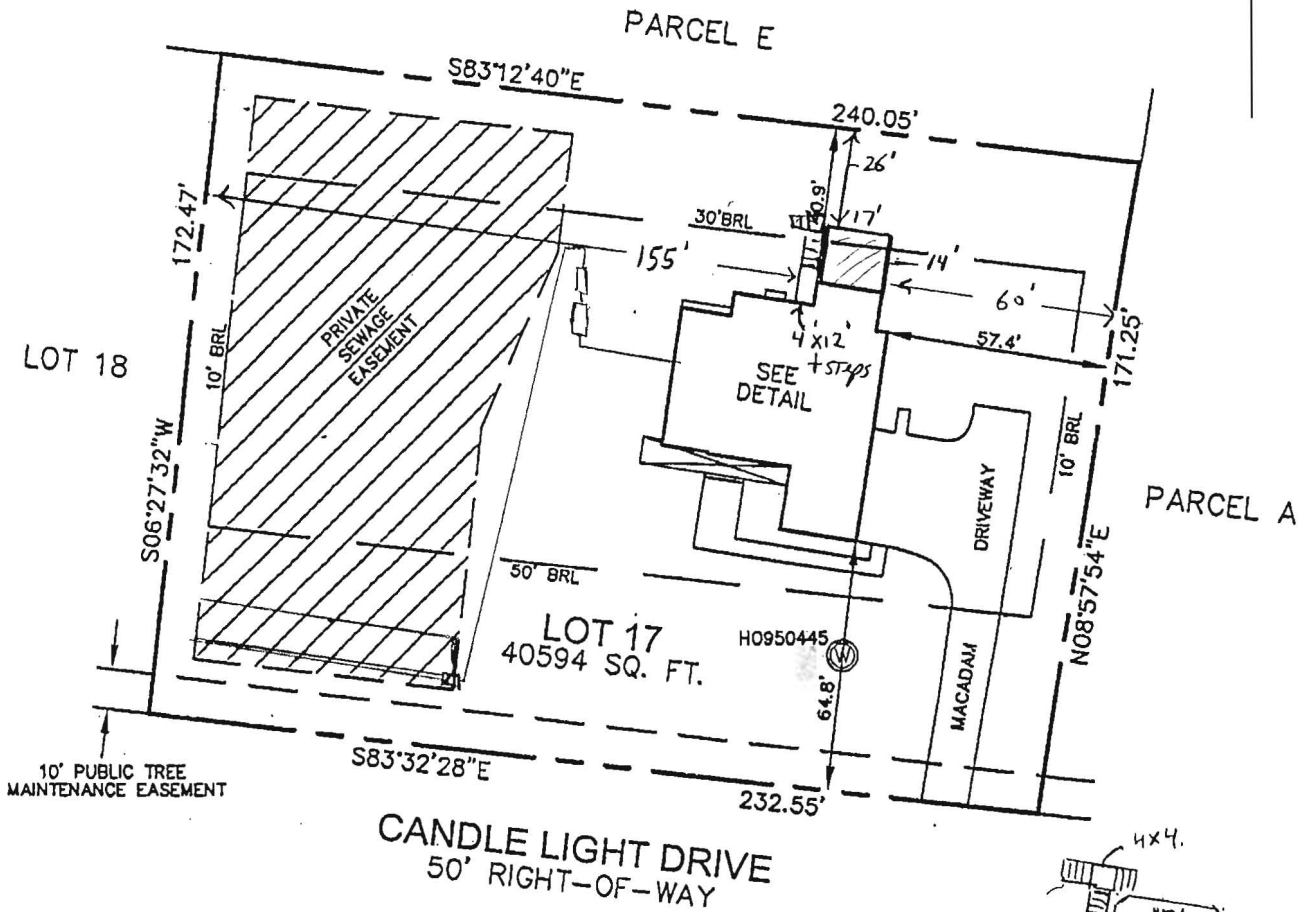 PARCEL E
S83°12'40"E
240.05'
26'
17'
30'BRL
155'
14'
60'
172.47'
57.4'
171.25'
4'x12'
+ steps
SEE
DETAIL
PRIVATE
SEWAGE
EASEMENT
10' BRL
LOT 18
10' BRL
DRIVEWAY
PARCEL A
S06°27'32"W
N08°57'54"E
50' BRL
LOT 17
40594 SQ. FT.
HO950445
W
64.8'
MACADAM
10' PUBLIC TREE
MAINTENANCE EASEMENT
S83°32'28"E
232.55'
CANDLE LIGHT DRIVE
50' RIGHT-OF-WAY
4x4.